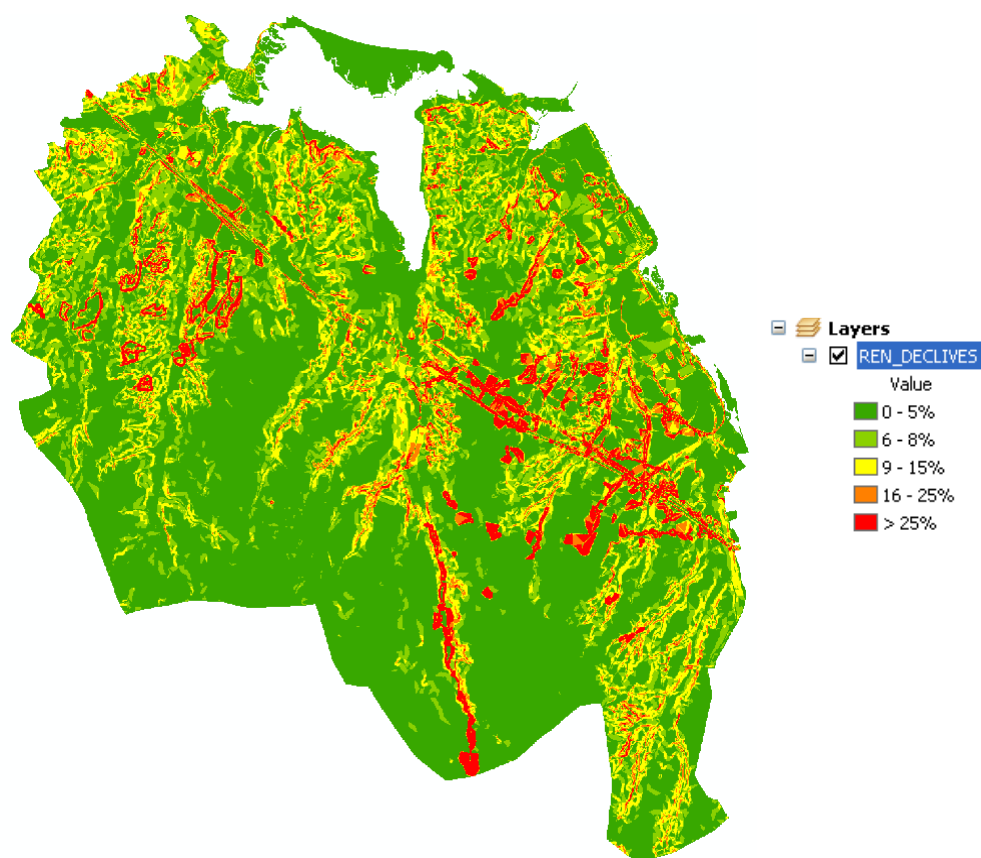 Layers
REN_DECLIVES
Value
0 - 5%
6 - 8%
9 - 15%
16 - 25%
> 25%